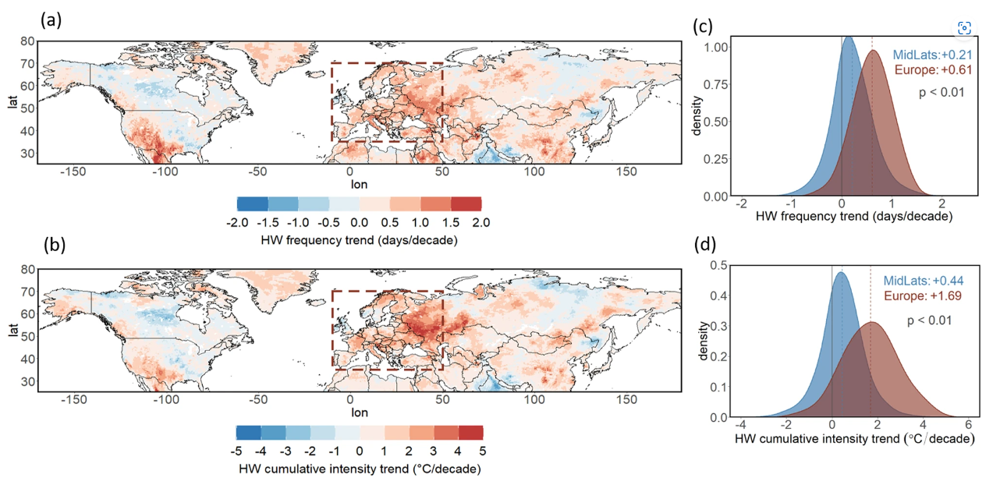 (a)
80
70
60
50
40
30
lat
-150
-100
-50
0
50
100
150
lon
-2.0 -1.5 -1.0 -0.5 0.0 0.5 1.0 1.5 2.0
HW frequency trend (days/decade)
(b)
80
70
60
50
40
30
lat
-150
-100
-50
0
50
100
150
lon
-5 -4 -3 -2 -1 0 1 2 3 4 5
HW cumulative intensity trend (°C/decade)
(c)
1.00
0.75
0.50
0.25
0.00
density
MidLats:+0.21
Europe: +0.61
p < 0.01
-2 -1 0 1 2
HW frequency trend (days/decade)
(d)
0.5
0.4
0.3
0.2
0.1
0.0
density
MidLats: +0.44
Europe: +1.69
p < 0.01
-4 -2 0 2 4 6
HW cumulative intensity trend (°C/decade)